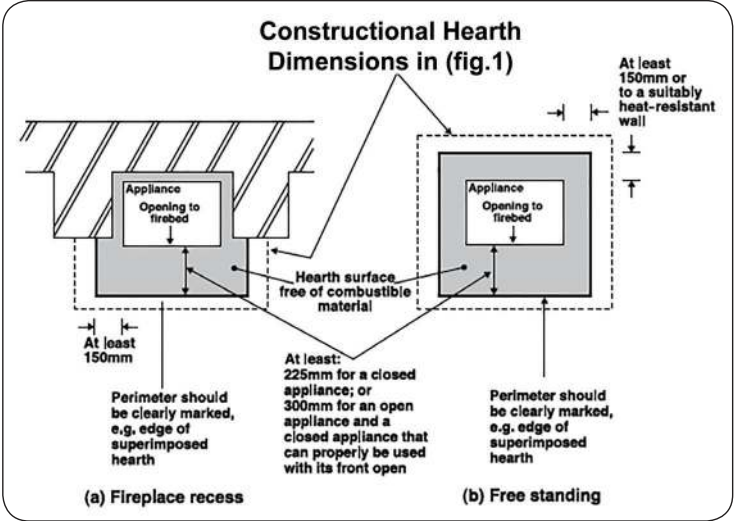 Constructional Hearth
Dimensions in (fig.1)
At least
150mm or
to a suitably
heat-resistant
wall
Appliance
Opening to
firebed
Appliance
Opening to
firebed
Hearth surface
free of combustible
material
At least
150mm
At least:
225mm for a closed
appliance; or
300mm for an open
appliance and a
closed appliance that
can properly be used
with its front open
Perimeter should
be clearly marked,
e.g. edge of
superimposed
hearth
Perimeter should
be clearly marked,
e.g. edge of
superimposed
hearth
(a) Fireplace recess
(b) Free standing